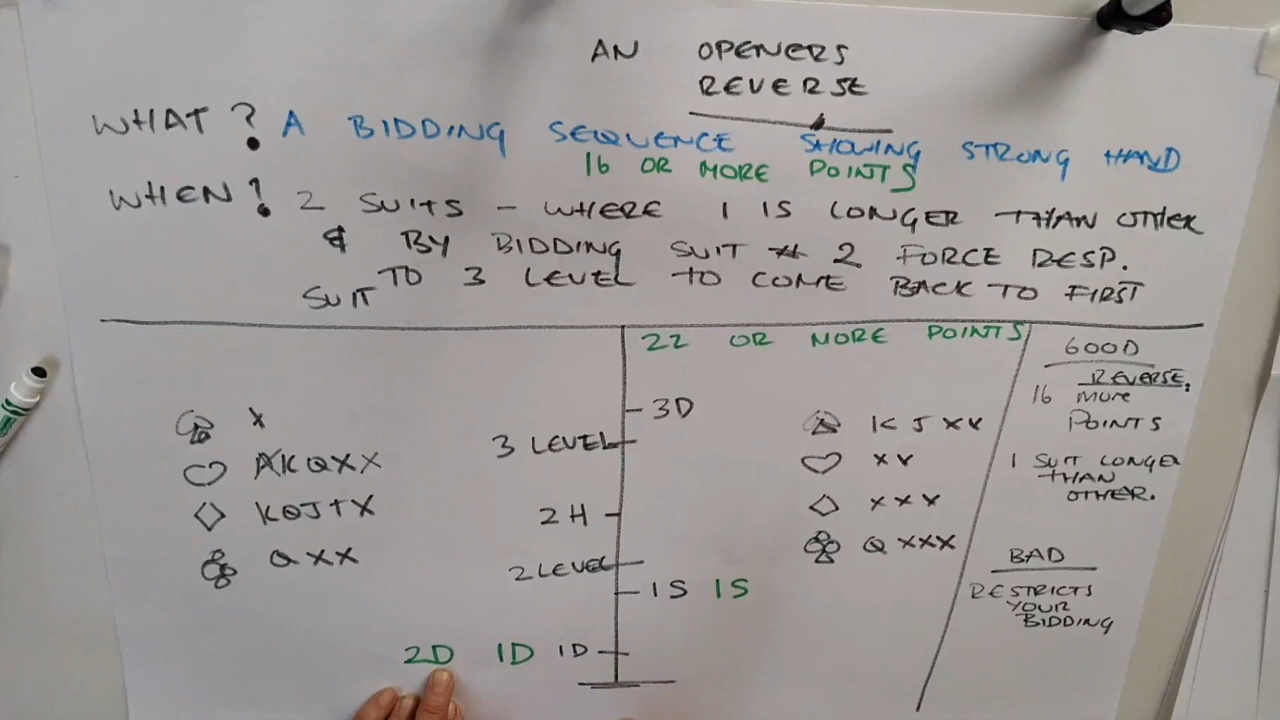 AN OPENERS
REVERSE
WHAT? A BIDDING SEQUENCE SHOWING STRONG HAND
16 OR MORE POINTS
WHEN? 2 SUITS - WHERE 1 IS LONGER THAN OTHER
& BY BIDDING SUIT # 2 FORCE RESP.
TO 3 LEVEL TO COME BACK TO FIRST
SUIT
22 OR MORE POINTS
X
AKQXX
KQJTX
QXX
3D
3 LEVEL
2H
2 LEVEL
1S 1S
2D 1D 1D
KJXX
XX
XXX
QXXX
GOOD
REVERSE.
16 MORE
POINTS
1 SUIT LONGER
THAN
OTHER.
BAD
RESTRICTS
YOUR
BIDDING